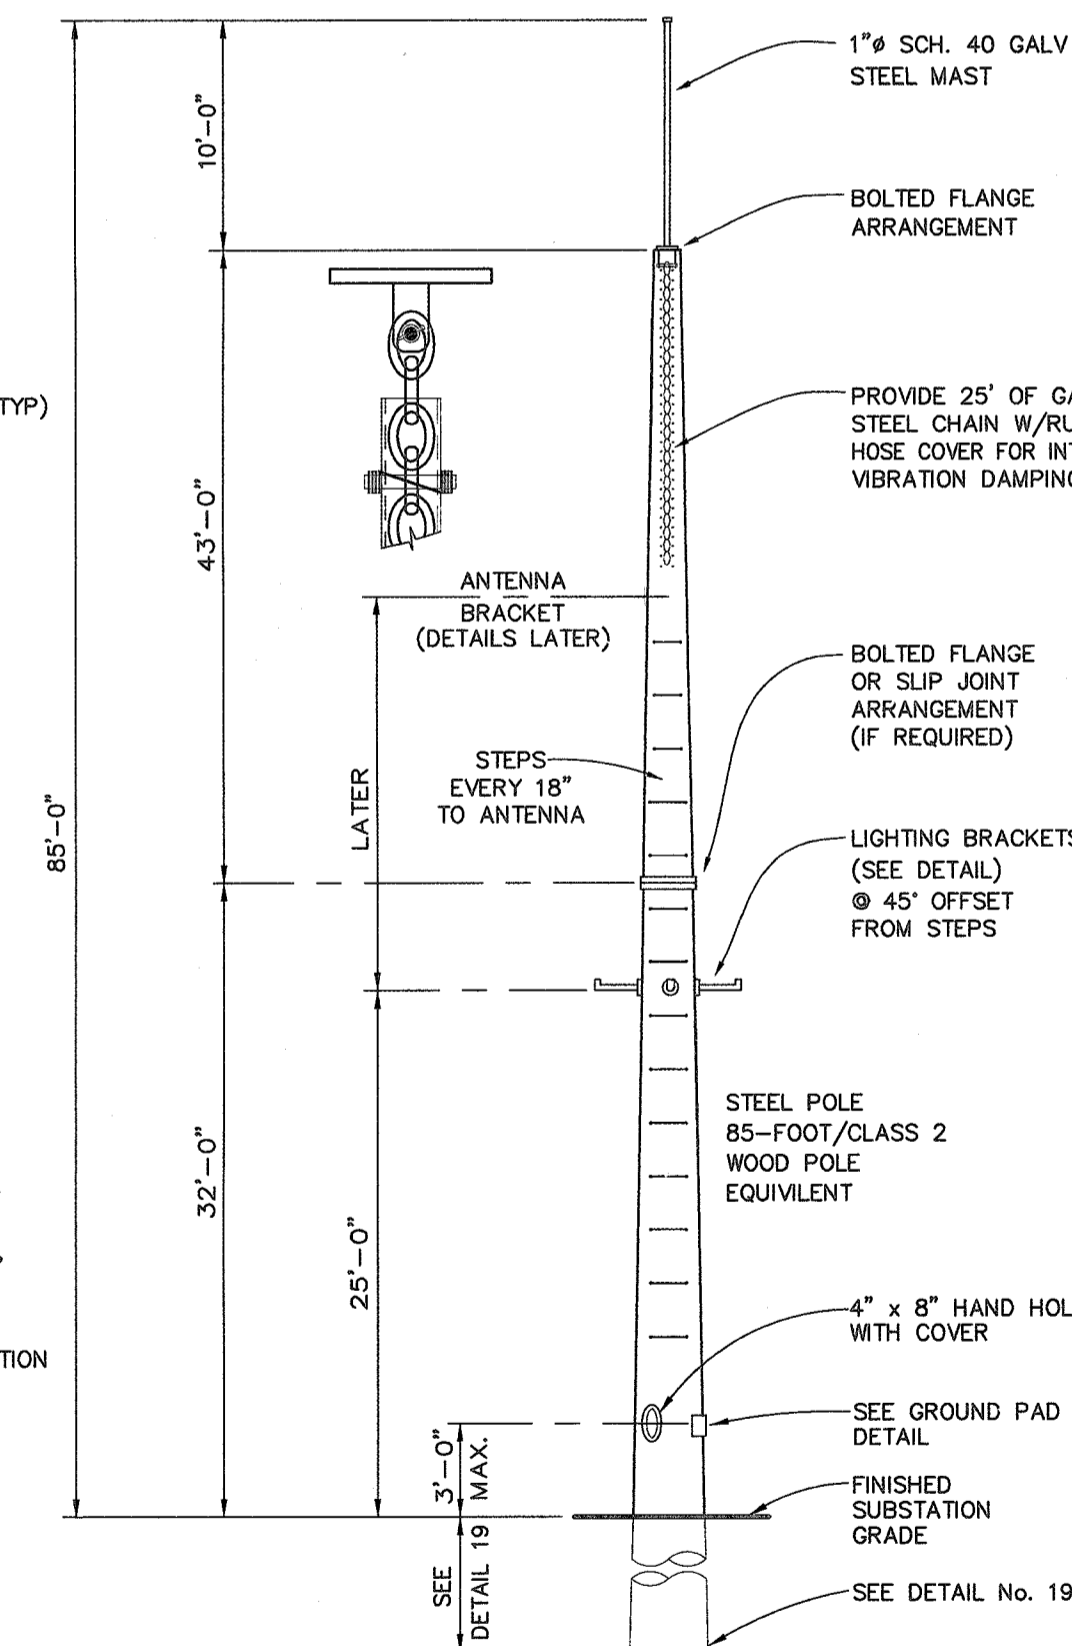 1"ø SCH. 40 GALV
STEEL MAST
10'-0"
BOLTED FLANGE
ARRANGEMENT
TYP)
PROVIDE 25' OF GA
STEEL CHAIN W/RU
HOSE COVER FOR INT
VIBRATION DAMPING
43'-0"
ANTENNA
BRACKET
(DETAILS LATER)
BOLTED FLANGE
OR SLIP JOINT
ARRANGEMENT
(IF REQUIRED)
STEPS
EVERY 18"
TO ANTENNA
LATER
85'-0"
LIGHTING BRACKETS
(SEE DETAIL)
@ 45° OFFSET
FROM STEPS
STEEL POLE
85-FOOT/CLASS 2
WOOD POLE
EQUIVILENT
32'-0"
25'-0"
4" x 8" HAND HOL
WITH COVER
TION
SEE GROUND PAD
DETAIL
3'-0"
MAX.
FINISHED
SUBSTATION
GRADE
SEE
DETAIL 19
SEE DETAIL No. 19